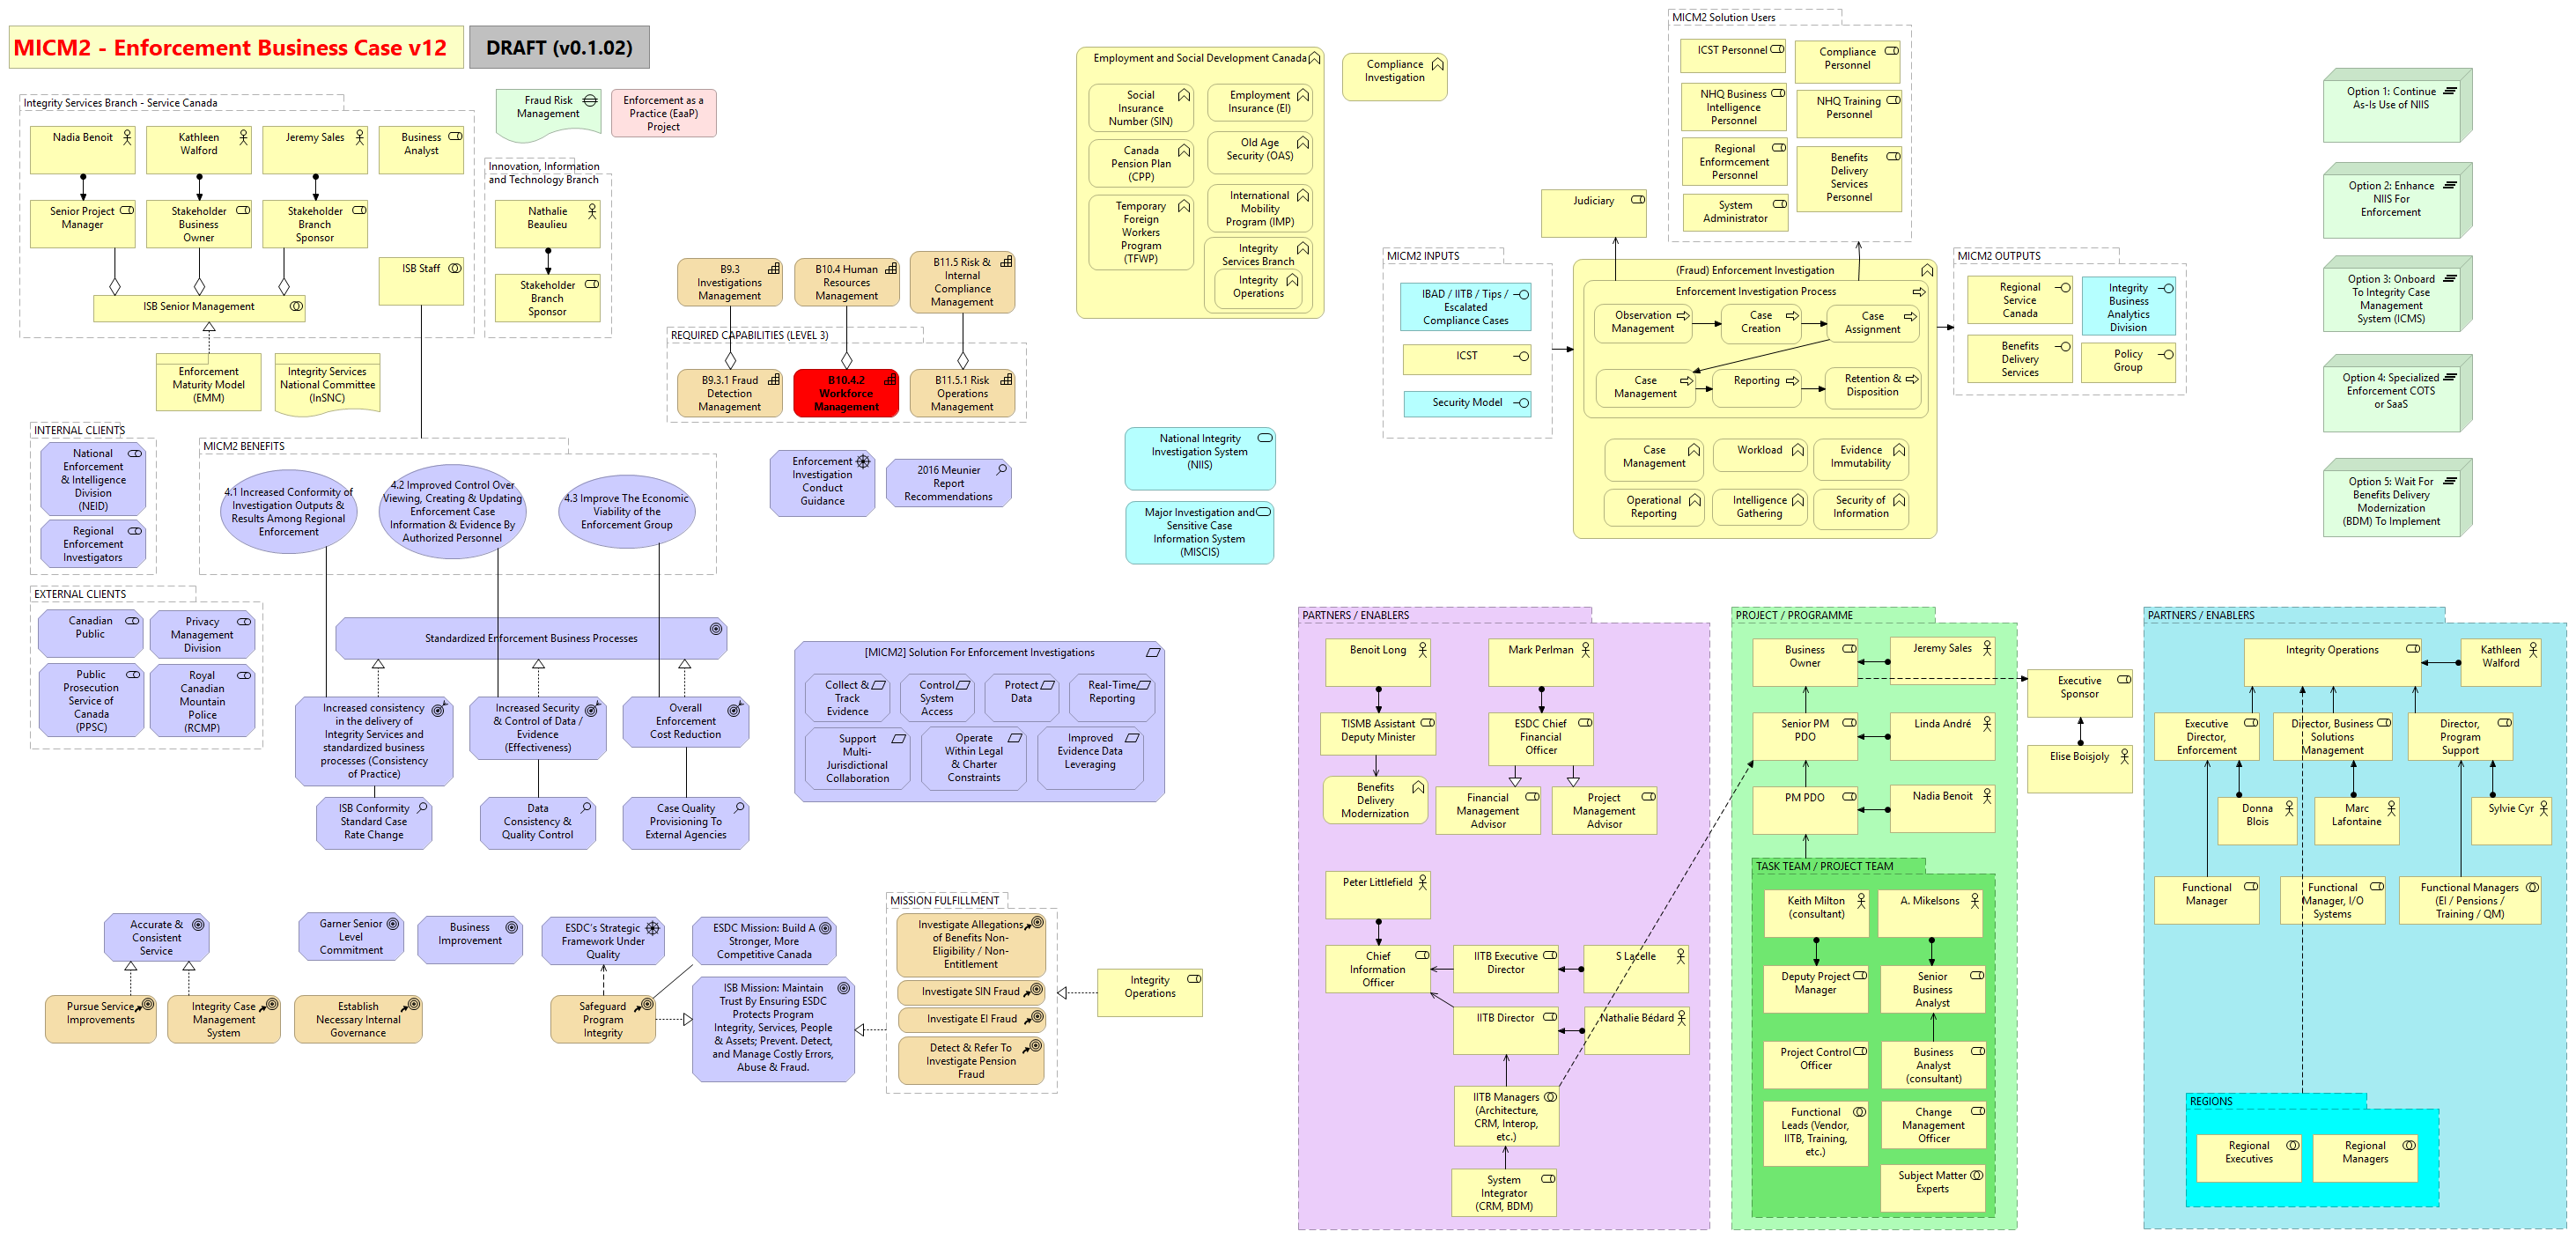 MICM2 - Enforcement Business Case v12
DRAFT (v0.1.02)
Integrity Services Branch - Service Canada
Nadia Benoit
Kathleen
Walford
Jeremy Sales
Business
Analyst
Senior Project
Manager
Stakeholder
Business
Owner
Stakeholder
Branch
Sponsor
ISB Staff
ISB Senior Management
Enforcement
Maturity Model
(EMM)
Integrity Services
National Committee
(InSNC)
Fraud Risk
Management
Enforcement as a
Practice (EaaP)
Project
Innovation, Information
and Technology Branch
Nathalie
Beaulieu
Stakeholder
Branch
Sponsor
B9.3
Investigations
Management
B10.4 Human
Resources
Management
B11.5 Risk &
Internal
Compliance
Management
REQUIRED CAPABILITIES (LEVEL 3)
B9.3.1 Fraud
Detection
Management
B10.4.2
Workforce
Management
B11.5.1 Risk
Operations
Management
INTERNAL CLIENTS
National
Enforcement
& Intelligence
Division
(NEID)
Regional
Enforcement
Investigators
MICM2 BENEFITS
4.1 Increased Conformity of
Investigation Outputs &
Results Among Regional
Enforcement
4.2 Improved Control Over
Viewing, Creating & Updating
Enforcement Case
Information & Evidence By
Authorized Personnel
4.3 Improve The Economic
Viability of the
Enforcement Group
Enforcement
Investigation
Conduct
Guidance
2016 Meunier
Report
Recommendations
EXTERNAL CLIENTS
Canadian
Public
Privacy
Management
Division
Public
Prosecution
Service of
Canada
(PPSC)
Royal
Canadian
Mountain
Police
(RCMP)
Standardized Enforcement Business Processes
Increased consistency
in the delivery of
Integrity Services and
standardized business
processes (Consistency
of Practice)
Increased Security
& Control of Data /
Evidence
(Effectiveness)
Overall
Enforcement
Cost Reduction
ISB Conformity
Standard Case
Rate Change
Data
Consistency &
Quality Control
Case Quality
Provisioning To
External Agencies
[MICM2] Solution For Enforcement Investigations
Collect &
Track
Evidence
Control
System
Access
Protect
Data
Real-Time
Reporting
Support
Multi-
Jurisdictional
Collaboration
Operate
Within Legal
& Charter
Constraints
Improved
Evidence Data
Leveraging
Accurate &
Consistent
Service
Garner Senior
Level
Commitment
Business
Improvement
ESDC's Strategic
Framework Under
Quality
ESDC Mission: Build A
Stronger, More
Competitive Canada
Pursue Service
Improvements
Integrity Case
Management
System
Establish
Necessary Internal
Governance
Safeguard
Program
Integrity
ISB Mission: Maintain
Trust By Ensuring ESDC
Protects Program
Integrity, Services, People
& Assets; Prevent. Detect,
and Manage Costly Errors,
Abuse & Fraud.
MISSION FULFILLMENT
Investigate Allegations
of Benefits Non-
Eligibility / Non-
Entitlement
Investigate SIN Fraud
Investigate EI Fraud
Detect & Refer To
Investigate Pension
Fraud
Integrity
Operations
Employment and Social Development Canada
Social
Insurance
Number (SIN)
Employment
Insurance (EI)
Canada
Pension Plan
(CPP)
Old Age
Security (OAS)
Temporary
Foreign
Workers
Program
(TFWP)
International
Mobility
Program (IMP)
Integrity
Services Branch
Integrity
Operations
Compliance
Investigation
National Integrity
Investigation System
(NIIS)
Major Investigation and
Sensitive Case
Information System
(MISCIS)
MICM2 Solution Users
ICST Personnel
Compliance
Personnel
NHQ Business
Intelligence
Personnel
NHQ Training
Personnel
Regional
Enformcement
Personnel
Benefits
Delivery
Services
Personnel
System
Administrator
Judiciary
MICM2 INPUTS
IBAD / IITB / Tips /
Escalated
Compliance Cases
ICST
Security Model
(Fraud) Enforcement Investigation
Enforcement Investigation Process
Observation
Management
Case
Creation
Case
Assignment
Case
Management
Reporting
Retention &
Disposition
Case
Management
Workload
Evidence
Immutability
Operational
Reporting
Intelligence
Gathering
Security of
Information
MICM2 OUTPUTS
Regional
Service
Canada
Integrity
Business
Analytics
Division
Benefits
Delivery
Services
Policy
Group
Option 1: Continue
As-Is Use of NIIS
Option 2: Enhance
NIIS For
Enforcement
Option 3: Onboard
To Integrity Case
Management
System (ICMS)
Option 4: Specialized
Enforcement COTS
or SaaS
Option 5: Wait For
Benefits Delivery
Modernization
(BDM) To Implement
PARTNERS / ENABLERS
Benoit Long
Mark Perlman
TISMB Assistant
Deputy Minister
ESDC Chief
Financial
Officer
Benefits
Delivery
Modernization
Financial
Management
Advisor
Project
Management
Advisor
Peter Littlefield
Chief
Information
Officer
IITB Executive
Director
S Lacelle
IITB Director
Nathalie Bédard
IITB Managers
(Architecture,
CRM, Interop,
etc.)
System
Integrator
(CRM, BDM)
PROJECT / PROGRAMME
Business
Owner
Jeremy Sales
Senior PM
PDO
Linda André
PM PDO
Nadia Benoit
TASK TEAM / PROJECT TEAM
Keith Milton
(consultant)
A. Mikelsons
Deputy Project
Manager
Senior
Business
Analyst
Project Control
Officer
Business
Analyst
(consultant)
Functional
Leads (Vendor,
IITB, Training,
etc.)
Change
Management
Officer
Subject Matter
Experts
Executive
Sponsor
Elise Boisjoly
PARTNERS / ENABLERS
Integrity Operations
Kathleen
Walford
Executive
Director,
Enforcement
Director, Business
Solutions
Management
Director,
Program
Support
Donna
Blois
Marc
Lafontaine
Sylvie Cyr
Functional
Manager
Functional
Manager, I/O
Systems
Functional Managers
(EI / Pensions /
Training / QM)
REGIONS
Regional
Executives
Regional
Managers